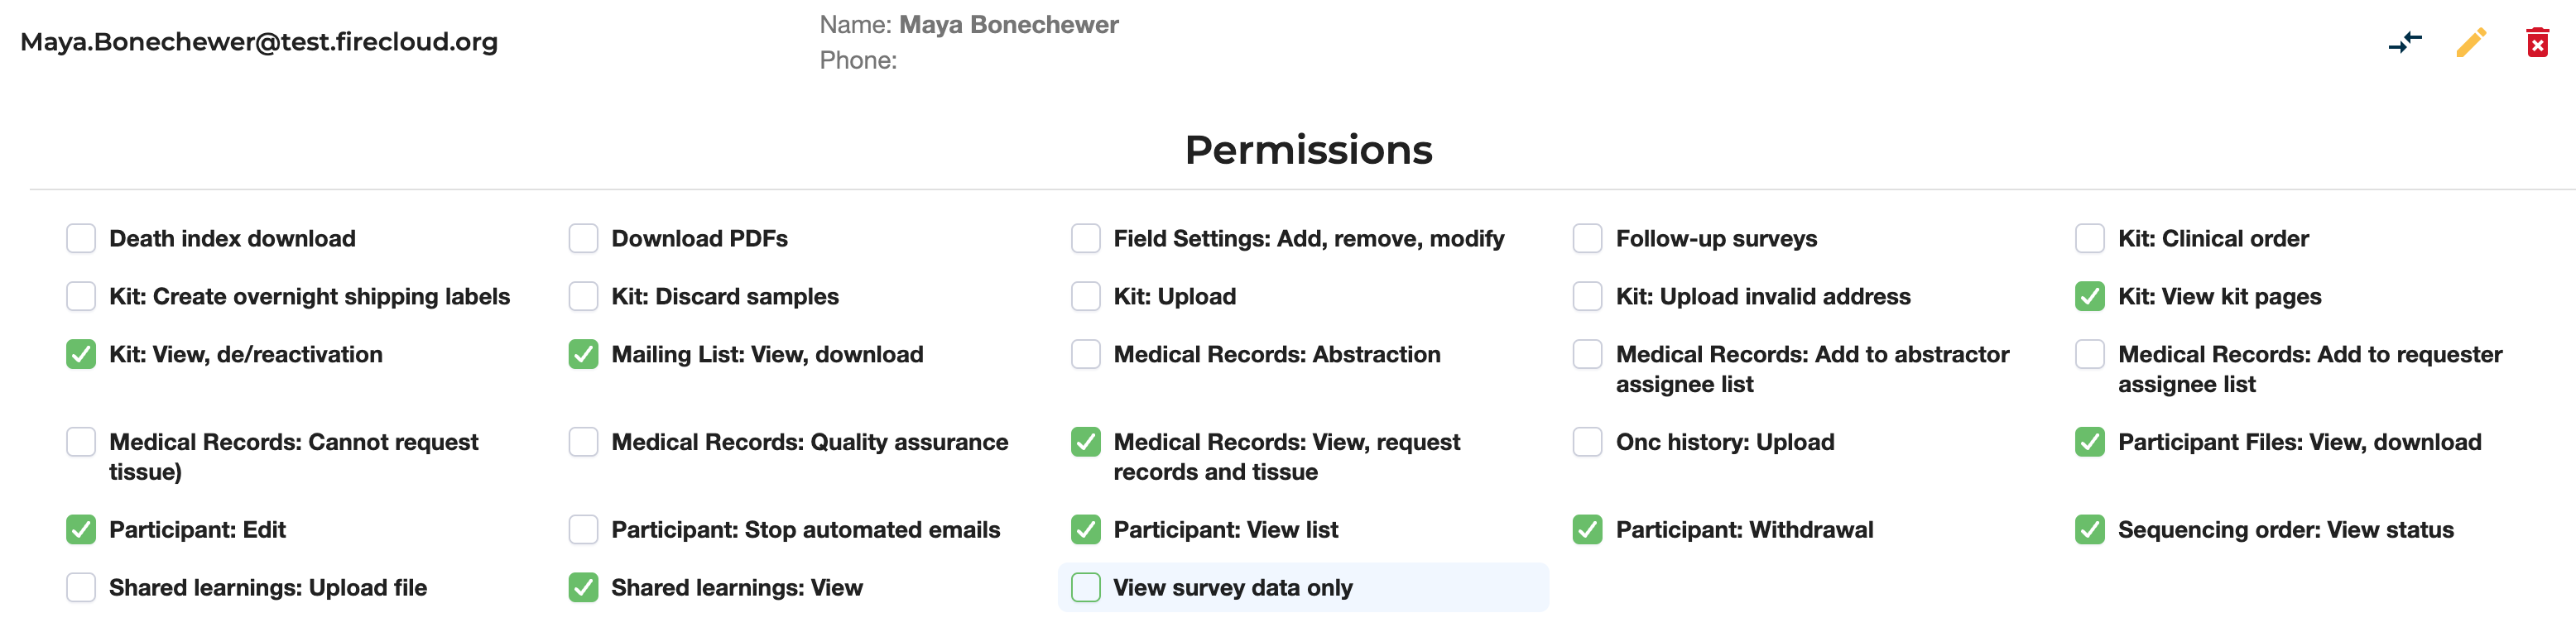 Maya.Bonechewer@test.firecloud.org
Name: Maya Bonechewer
Phone:
Permissions
Death index download
Download PDFs
Field Settings: Add, remove, modify
Follow-up surveys
Kit: Clinical order
Kit: Create overnight shipping labels
Kit: Discard samples
Kit: Upload
Kit: Upload invalid address
Kit: View kit pages
Kit: View, de/reactivation
Mailing List: View, download
Medical Records: Abstraction
Medical Records: Add to abstractor
assignee list
Medical Records: Add to requester
assignee list
Medical Records: Cannot request
tissue)
Medical Records: Quality assurance
Medical Records: View, request
records and tissue
Onc history: Upload
Participant Files: View, download
Participant: Edit
Participant: Stop automated emails
Participant: View list
Participant: Withdrawal
Sequencing order: View status
Shared learnings: Upload file
Shared learnings: View
View survey data only